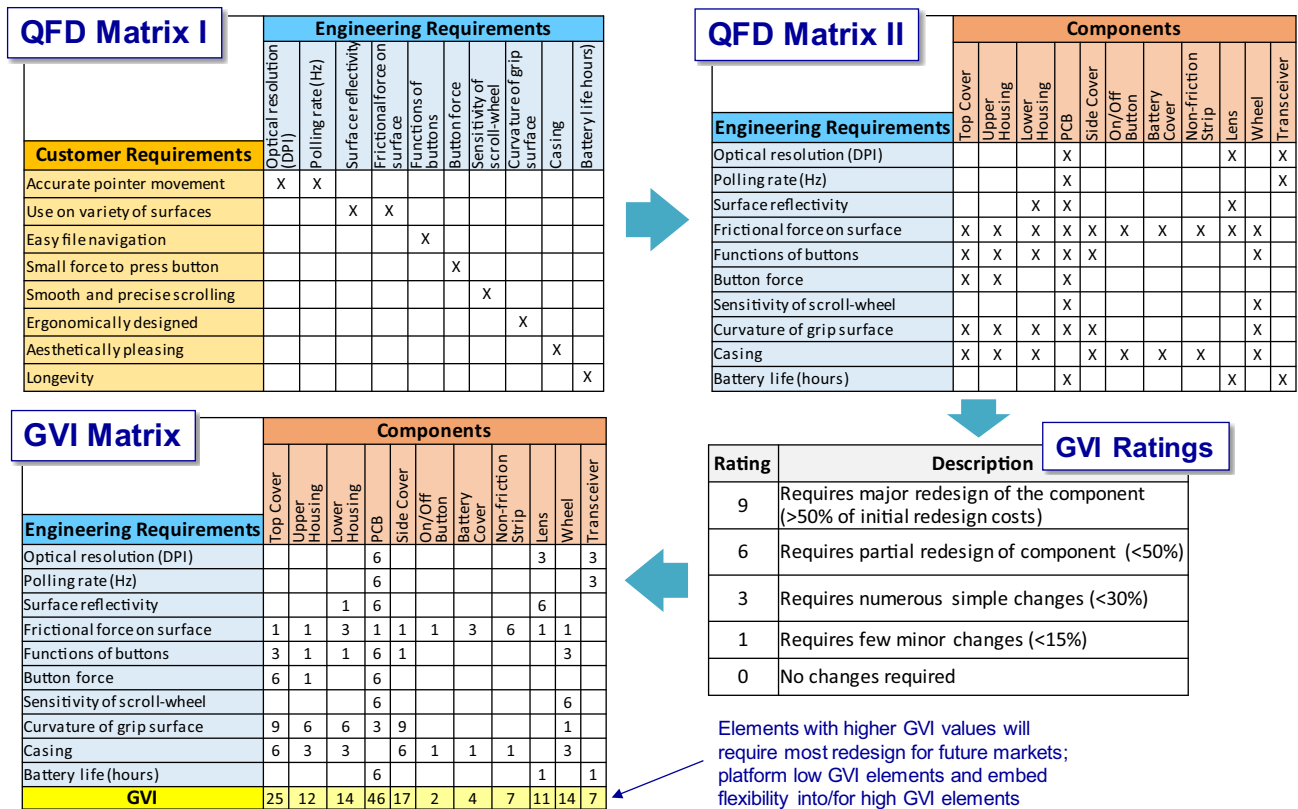 QFD Matrix I
Engineering Requirements
Customer Requirements
Optical resolution
(DPI)
Polling rate (Hz)
Surface reflectivity
Frictional force on
surface
Functions of
buttons
Button force
Sensitivity of
scroll-wheel
Curvature of grip
surface
Casing
Battery life hours)
Accurate pointer movement X X
Use on variety of surfaces X X
Easy file navigation X
Small force to press button X
Smooth and precise scrolling X
Ergonomically designed X
Aesthetically pleasing X
Longevity X
QFD Matrix II
Components
Engineering Requirements
Top Cover
Upper
Housing
Lower
Housing
PCB
Side Cover
On/Off
Button
Battery
Cover
Non-friction
Strip
Lens
Wheel
Transceiver
Optical resolution (DPI) X X X
Polling rate (Hz) X X
Surface reflectivity X X X
Frictional force on surface X X X X X X X X X X
Functions of buttons X X X X X X
Button force X X X
Sensitivity of scroll-wheel X X
Curvature of grip surface X X X X X X
Casing X X X X X X X X
Battery life (hours) X X X
GVI Matrix
Components
Engineering Requirements
Top Cover
Upper
Housing
Lower
Housing
PCB
Side Cover
On/Off
Button
Battery
Cover
Non-friction
Strip
Lens
Wheel
Transceiver
Optical resolution (DPI) 6 3 3
Polling rate (Hz) 6 3
Surface reflectivity 1 6 6
Frictional force on surface 1 1 3 1 1 1 3 6 1 1
Functions of buttons 3 1 1 6 1 3
Button force 6 1 6
Sensitivity of scroll-wheel 6 6
Curvature of grip surface 9 6 6 3 9 1
Casing 6 3 3 6 1 1 1 3
Battery life (hours) 6 1 1
GVI 25 12 14 46 17 2 4 7 11 14 7
GVI Ratings
Rating Description
9 Requires major redesign of the component
(>50% of initial redesign costs)
6 Requires partial redesign of component (<50%)
3 Requires numerous simple changes (<30%)
1 Requires few minor changes (<15%)
0 No changes required
Elements with higher GVI values will
require most redesign for future markets;
platform low GVI elements and embed
flexibility into/for high GVI elements